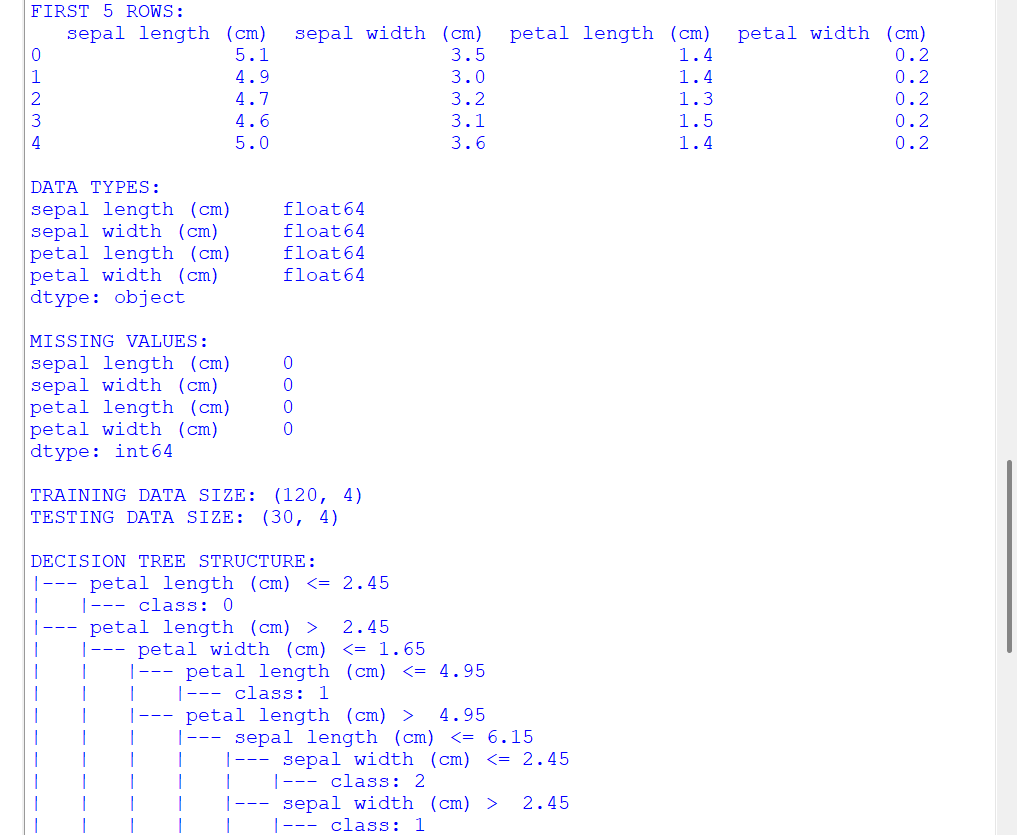 FIRST 5 ROWS:
   sepal length (cm)  sepal width (cm)  petal length (cm)  petal width (cm)
0                5.1               3.5                1.4               0.2
1                4.9               3.0                1.4               0.2
2                4.7               3.2                1.3               0.2
3                4.6               3.1                1.5               0.2
4                5.0               3.6                1.4               0.2

DATA TYPES:
sepal length (cm)    float64
sepal width (cm)     float64
petal length (cm)    float64
petal width (cm)     float64
dtype: object

MISSING VALUES:
sepal length (cm)    0
sepal width (cm)     0
petal length (cm)    0
petal width (cm)     0
dtype: int64

TRAINING DATA SIZE: (120, 4)
TESTING DATA SIZE: (30, 4)

DECISION TREE STRUCTURE:
|--- petal length (cm) <= 2.45
|   |--- class: 0
|--- petal length (cm) >  2.45
|   |--- petal width (cm) <= 1.65
|   |   |--- petal length (cm) <= 4.95
|   |   |   |--- class: 1
|   |   |--- petal length (cm) >  4.95
|   |   |   |--- sepal length (cm) <= 6.15
|   |   |   |   |--- sepal width (cm) <= 2.45
|   |   |   |   |   |--- class: 2
|   |   |   |   |--- sepal width (cm) >  2.45
|   |   |   |   |   |--- class: 1